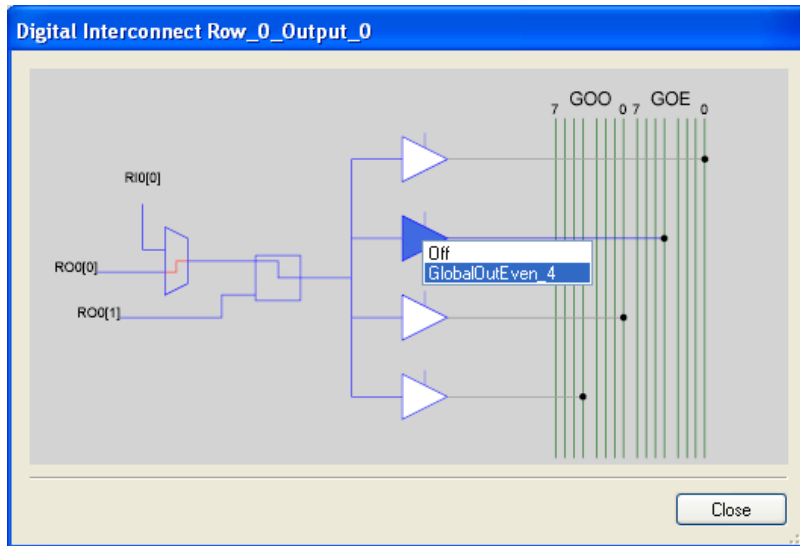 Digital Interconnect Row_0_Output_0
7 GOO 0 7 GOE 0
RI0[0]
RO0[0]
RO0[1]
Off
GlobalOutEven_4
Close